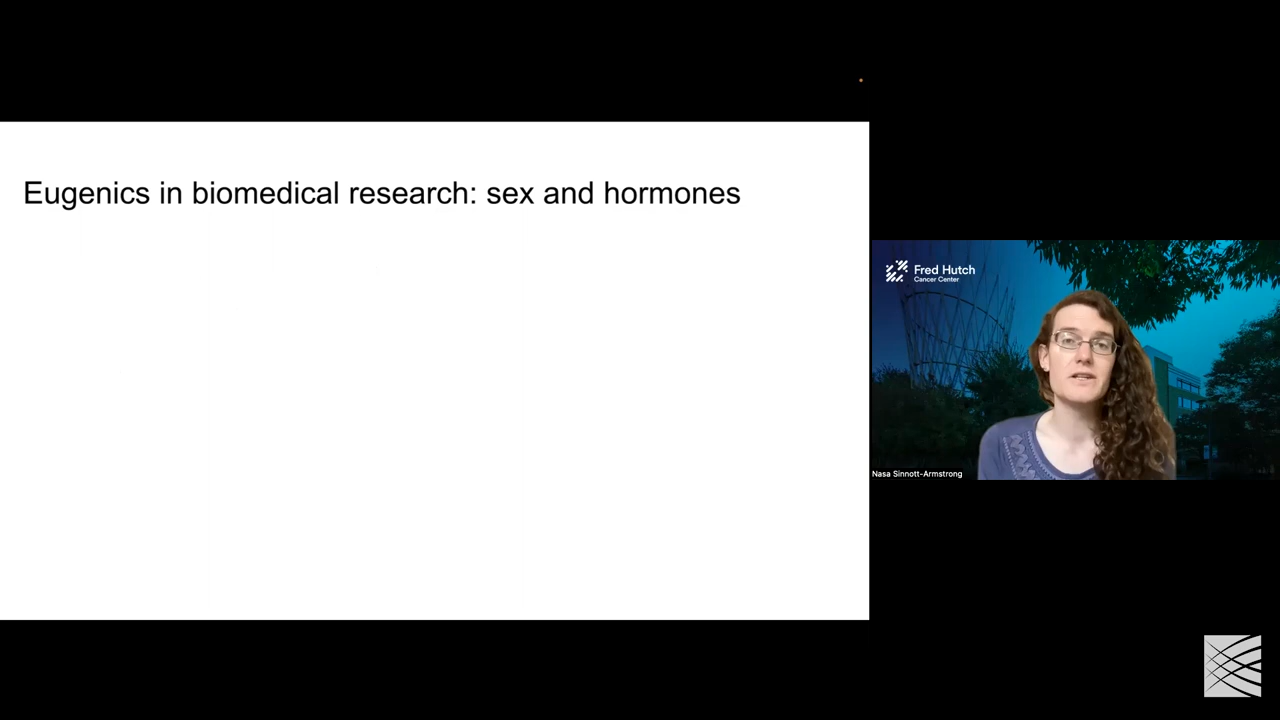 Eugenics in biomedical research: sex and hormones
Fred Hutch
Cancer Center
Nasa Sinnott-Armstrong